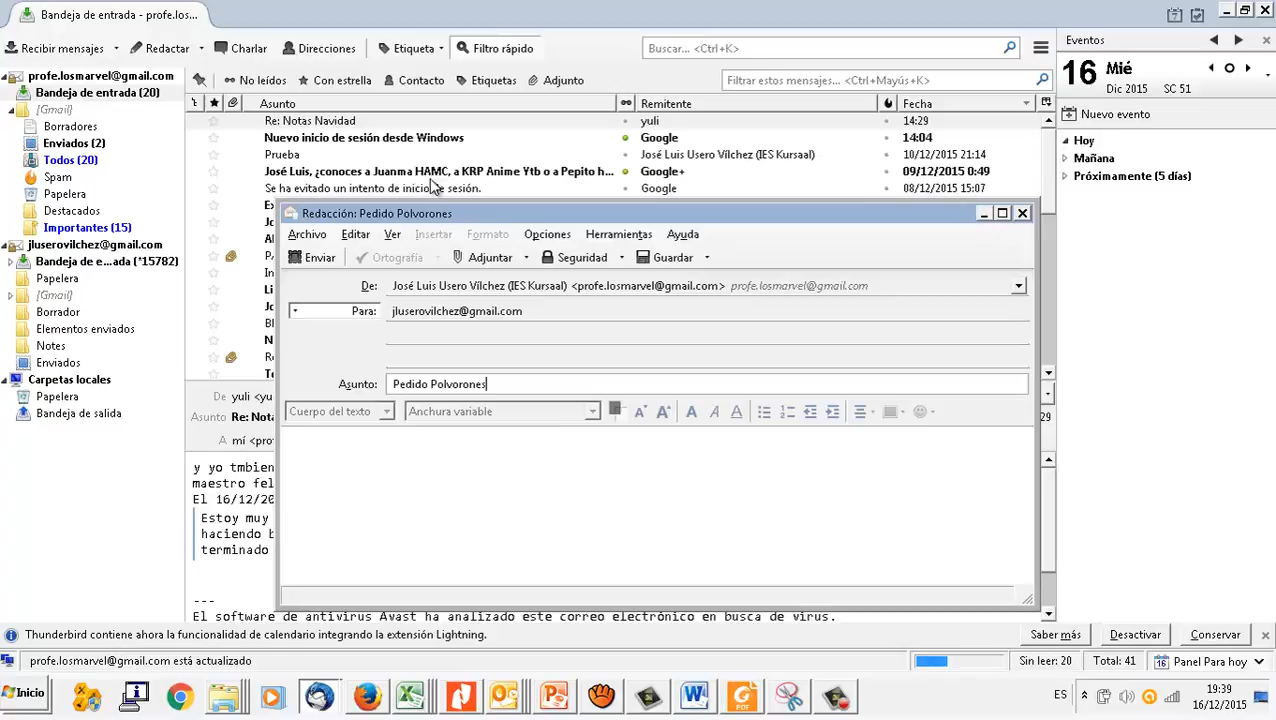 Bandeja de entrada - profe.los...
Recibir mensajes Redactar Charlar Direcciones Etiqueta Filtro rápido Buscar... <Ctrl+K>
No leídos Con estrella Contacto Etiquetas Adjunto Filtrar estos mensajes... <Ctrl+Mayús+K>
Asunto Remitente Fecha
Re: Notas Navidad yuli 14:29
Nuevo inicio de sesión desde Windows Google 14:04
Prueba José Luis Usero Vílchez (IES Kursaal) 10/12/2015 21:14
José Luis, ¿conoces a Juanma HAMC, a KRP Anime Ytb o a Pepito h... Google+ 09/12/2015 0:49
Se ha evitado un intento de inicio de sesión. Google 08/12/2015 15:07
profe.losmarvel@gmail.com
Bandeja de entrada (20)
[Gmail]
Borradores
Enviados (2)
Todos (20)
Spam
Papelera
Destacados
Importantes (15)
jluserovilchez@gmail.com
Bandeja de e...ada (*15782)
Papelera
[Gmail]
Borrador
Elementos enviados
Notes
Enviados
Carpetas locales
Papelera
Bandeja de salida
Redacción: Pedido Polvorones
Archivo Editar Ver Insertar Formato Opciones Herramientas Ayuda
Enviar Ortografía Adjuntar Seguridad Guardar
De: José Luis Usero Vílchez (IES Kursaal) <profe.losmarvel@gmail.com> profe.losmarvel@gmail.com
Para: jluserovilchez@gmail.com
Asunto: Pedido Polvorones
Cuerpo del texto Anchura variable
De yuli <yu
Asunto Re: Nota
A mí <prof
y yo tmbien
maestro fel
El 16/12/20
Estoy muy
haciendo b
terminado
---
El software de antivirus Avast ha analizado este correo electrónico en busca de virus.
Eventos
16 Mié
Dic 2015 SC 51
Nuevo evento
Hoy
Mañana
Próximamente (5 días)
Thunderbird contiene ahora la funcionalidad de calendario integrando la extensión Lightning. Saber más Desactivar Conservar
profe.losmarvel@gmail.com está actualizado Sin leer: 20 Total: 41 16 Panel Para hoy
Inicio ES 19:39
16/12/2015